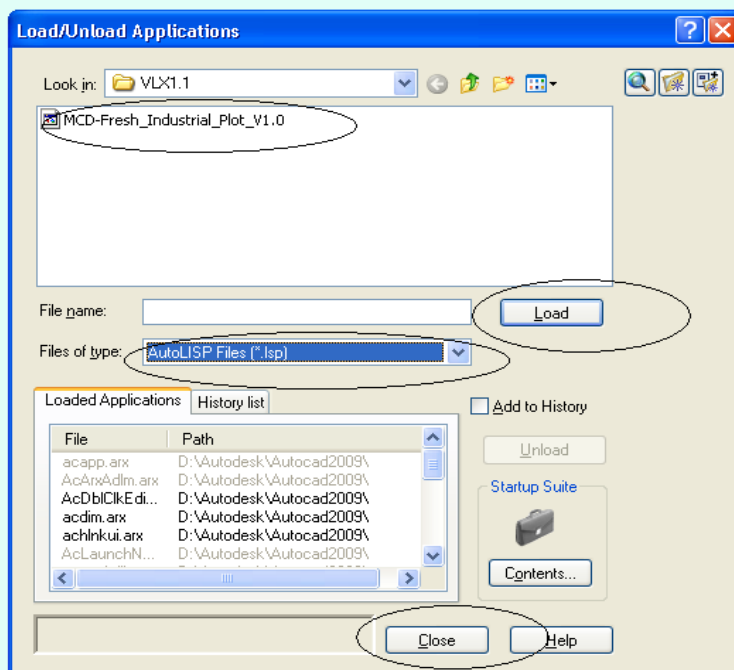 Load/Unload Applications
Look in: VLX1.1
MCD-Fresh_Industrial_Plot_V1.0
File name:
Load
Files of type: AutoLISP Files (*.lsp)
Loaded Applications History list
Add to History
File Path
Unload
acapp.arx D:\Autodesk\Autocad2009\
AcArxAdlm.arx D:\Autodesk\Autocad2009\
Startup Suite
AcDblClkEdi... D:\Autodesk\Autocad2009\
acdim.arx D:\Autodesk\Autocad2009\
achlnkui.arx D:\Autodesk\Autocad2009\
AcLaunchN... D:\Autodesk\Autocad2009\
Contents...
Close Help